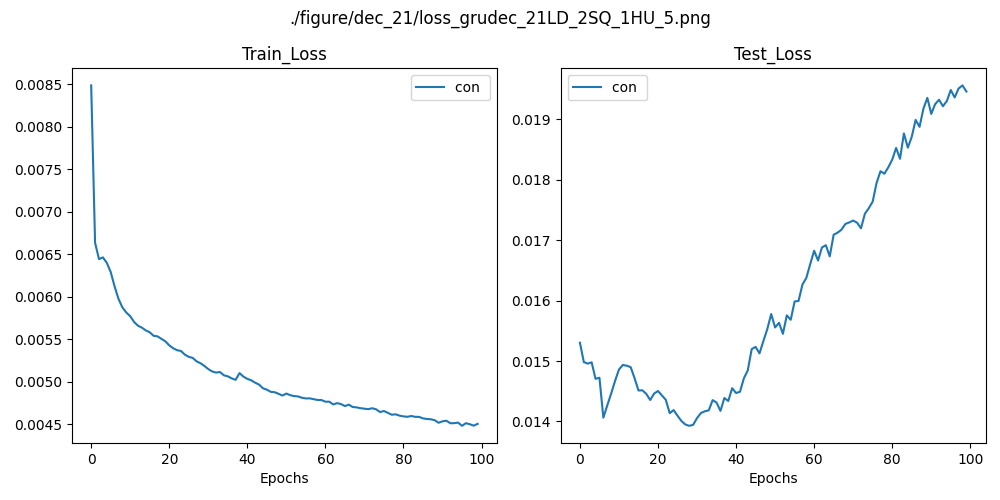 ./figure/dec_21/loss_grudec_21LD_2SQ_1HU_5.png
Train_Loss
con
0.0085
0.0080
0.0075
0.0070
0.0065
0.0060
0.0055
0.0050
0.0045
0 20 40 60 80 100
Epochs
Test_Loss
con
0.019
0.018
0.017
0.016
0.015
0.014
0 20 40 60 80 100
Epochs